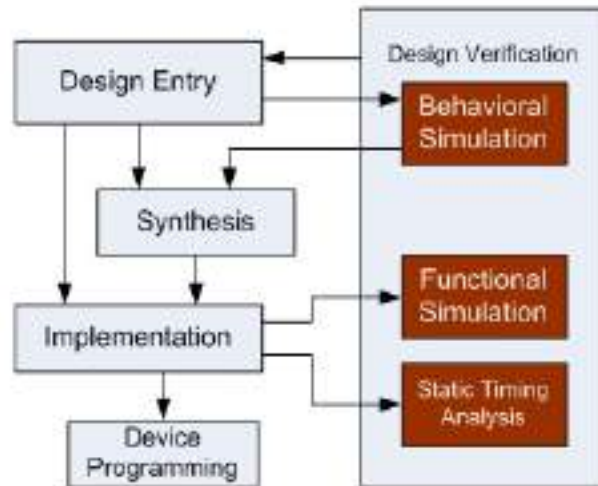 Design Entry
Synthesis
Implementation
Device
Programming
Design Verification
Behavioral
Simulation
Functional
Simulation
Static Timing
Analysis